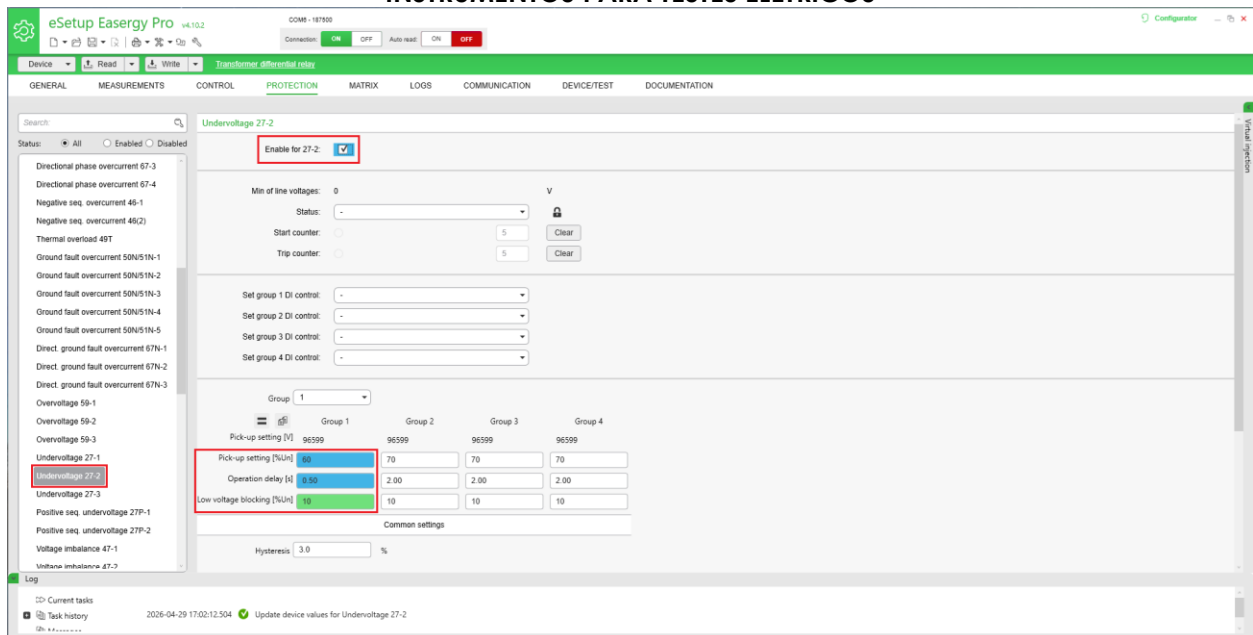 INSTRUMENTOS PARA TESTES ELÉTRICOS
eSetup Easergy Pro v4.10.2
COM6 - 187500
Configurator
Connection: ON OFF Auto read: ON OFF
Device Read Write Transformer differential relay
GENERAL MEASUREMENTS CONTROL PROTECTION MATRIX LOGS COMMUNICATION DEVICE/TEST DOCUMENTATION
Search:
Status: All Enabled Disabled
Directional phase overcurrent 67-3
Directional phase overcurrent 67-4
Negative seq. overcurrent 46-1
Negative seq. overcurrent 46(2)
Thermal overload 49T
Ground fault overcurrent 50N/51N-1
Ground fault overcurrent 50N/51N-2
Ground fault overcurrent 50N/51N-3
Ground fault overcurrent 50N/51N-4
Ground fault overcurrent 50N/51N-5
Direct. ground fault overcurrent 67N-1
Direct. ground fault overcurrent 67N-2
Direct. ground fault overcurrent 67N-3
Overvoltage 59-1
Overvoltage 59-2
Overvoltage 59-3
Undervoltage 27-1
Undervoltage 27-2
Undervoltage 27-3
Positive seq. undervoltage 27P-1
Positive seq. undervoltage 27P-2
Voltage imbalance 47-1
Voltage imbalance 47-2
Undervoltage 27-2
Enable for 27-2:
Min of line voltages: 0 V
Status: -
Start counter: 5 Clear
Trip counter: 5 Clear
Set group 1 DI control: -
Set group 2 DI control: -
Set group 3 DI control: -
Set group 4 DI control: -
Group 1
Group 1 Group 2 Group 3 Group 4
Pick-up setting [V] 96599 96599 96599 96599
Pick-up setting [%Un] 60 70 70 70
Operation delay [s] 0.50 2.00 2.00 2.00
Low voltage blocking [%Un] 10 10 10 10
Common settings
Hysteresis 3.0 %
Virtual injection
Log
Current tasks
Task history
Messages
2026-04-29 17:02:12.504 Update device values for Undervoltage 27-2